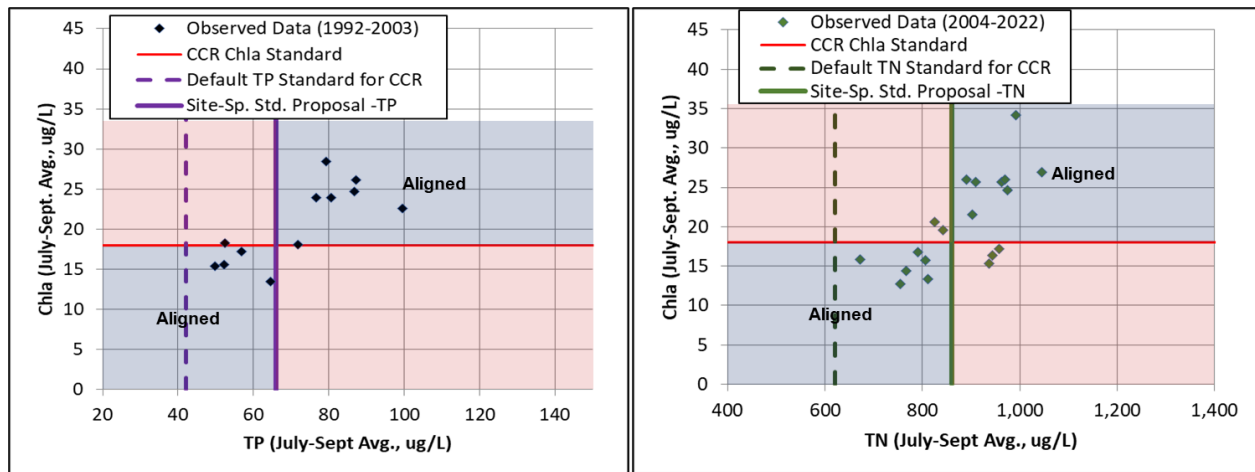 Observed Data (1992-2003)
CCR Chla Standard
Default TP Standard for CCR
Site-Sp. Std. Proposal -TP
45
40
35
30
25
20
15
10
5
0
Chla (July-Sept. Avg., ug/L)
Aligned
Aligned
20 40 60 80 100 120 140
TP (July-Sept Avg., ug/L)
Observed Data (2004-2022)
CCR Chla Standard
Default TN Standard for CCR
Site-Sp. Std. Proposal -TN
45
40
35
30
25
20
15
10
5
0
Chla (July-Sept. Avg., ug/L)
Aligned
Aligned
400 600 800 1,000 1,200 1,400
TN (July-Sept Avg., ug/L)